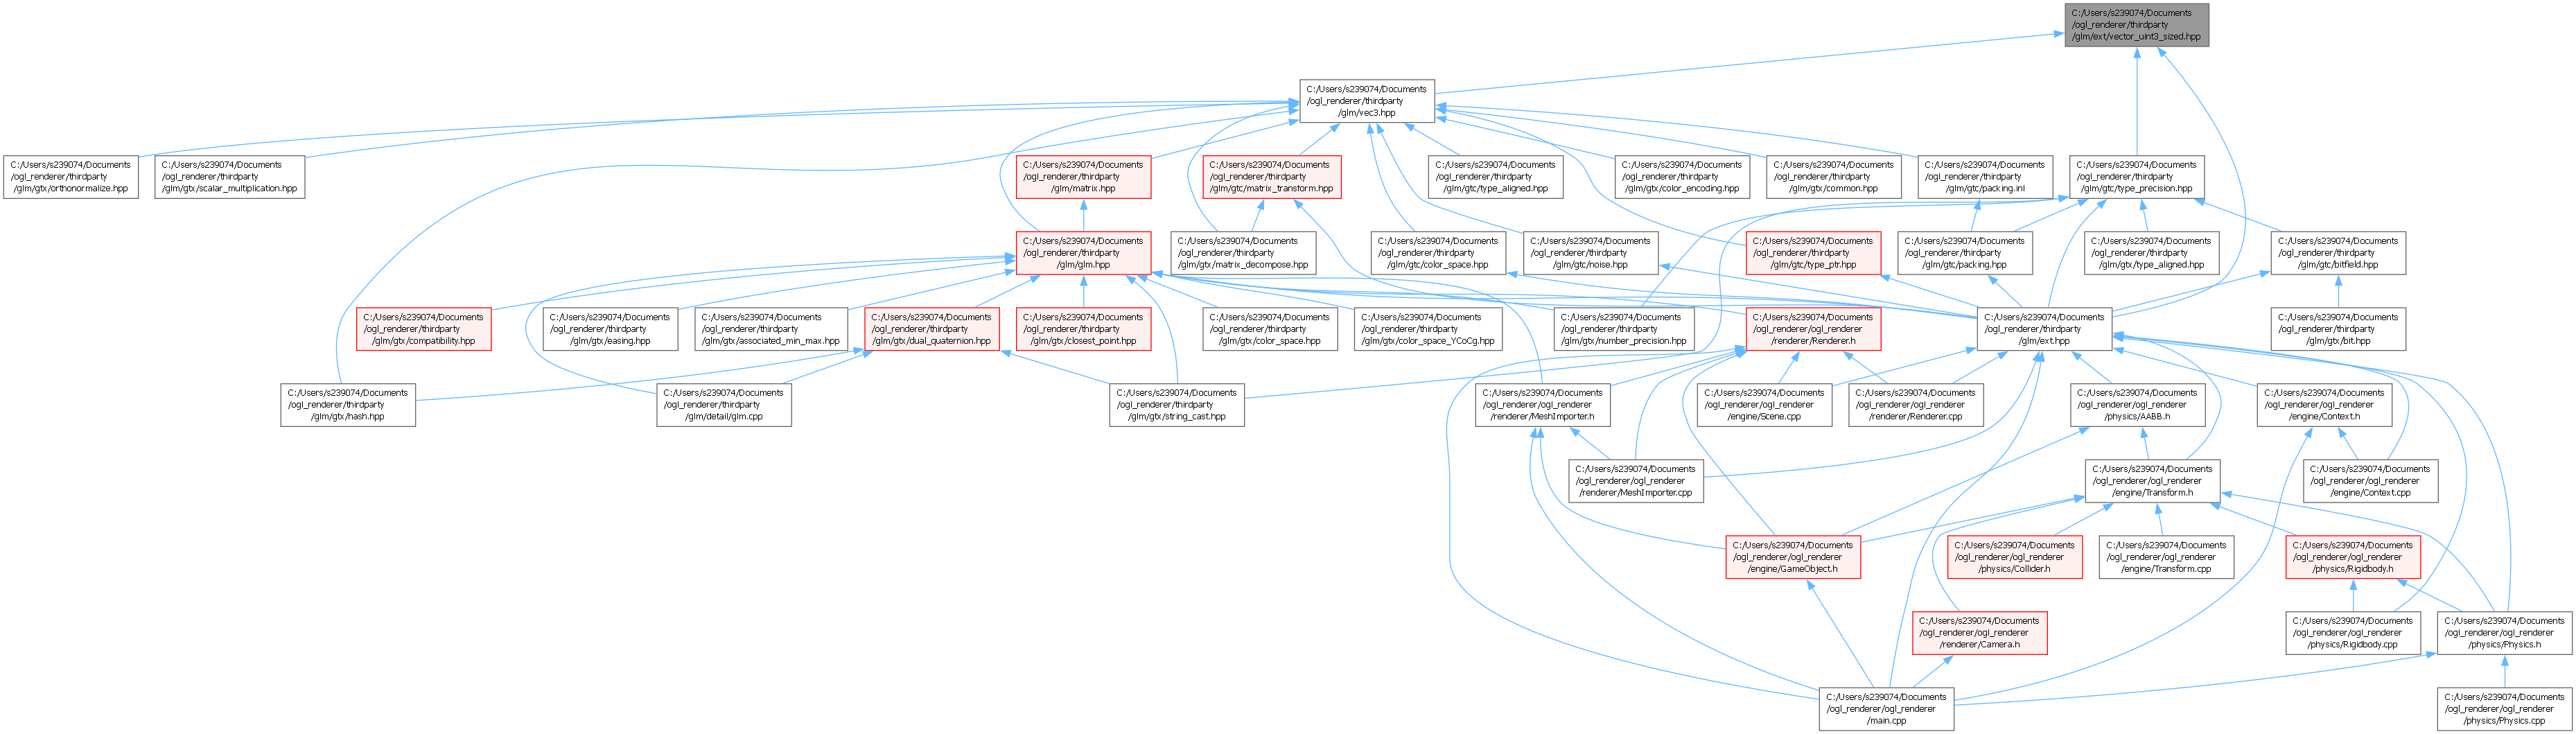 C:/Users/s239074/Documents
/ogl_renderer/thirdparty
/glm/ext/vector_uint3_sized.hpp
C:/Users/s239074/Documents
/ogl_renderer/thirdparty
/glm/vec3.hpp
C:/Users/s239074/Documents
/ogl_renderer/thirdparty
/glm/gtx/orthonormalize.hpp
C:/Users/s239074/Documents
/ogl_renderer/thirdparty
/glm/gtx/scalar_multiplication.hpp
C:/Users/s239074/Documents
/ogl_renderer/thirdparty
/glm/matrix.hpp
C:/Users/s239074/Documents
/ogl_renderer/thirdparty
/glm/gtc/matrix_transform.hpp
C:/Users/s239074/Documents
/ogl_renderer/thirdparty
/glm/gtc/type_aligned.hpp
C:/Users/s239074/Documents
/ogl_renderer/thirdparty
/glm/gtx/color_encoding.hpp
C:/Users/s239074/Documents
/ogl_renderer/thirdparty
/glm/gtx/common.hpp
C:/Users/s239074/Documents
/ogl_renderer/thirdparty
/glm/gtc/packing.inl
C:/Users/s239074/Documents
/ogl_renderer/thirdparty
/glm/gtc/type_precision.hpp
C:/Users/s239074/Documents
/ogl_renderer/thirdparty
/glm/glm.hpp
C:/Users/s239074/Documents
/ogl_renderer/thirdparty
/glm/gtx/matrix_decompose.hpp
C:/Users/s239074/Documents
/ogl_renderer/thirdparty
/glm/gtc/color_space.hpp
C:/Users/s239074/Documents
/ogl_renderer/thirdparty
/glm/gtc/noise.hpp
C:/Users/s239074/Documents
/ogl_renderer/thirdparty
/glm/gtc/type_ptr.hpp
C:/Users/s239074/Documents
/ogl_renderer/thirdparty
/glm/gtc/packing.hpp
C:/Users/s239074/Documents
/ogl_renderer/thirdparty
/glm/gtx/type_aligned.hpp
C:/Users/s239074/Documents
/ogl_renderer/thirdparty
/glm/gtc/bitfield.hpp
C:/Users/s239074/Documents
/ogl_renderer/thirdparty
/glm/gtx/compatibility.hpp
C:/Users/s239074/Documents
/ogl_renderer/thirdparty
/glm/gtx/easing.hpp
C:/Users/s239074/Documents
/ogl_renderer/thirdparty
/glm/gtx/associated_min_max.hpp
C:/Users/s239074/Documents
/ogl_renderer/thirdparty
/glm/gtx/dual_quaternion.hpp
C:/Users/s239074/Documents
/ogl_renderer/thirdparty
/glm/gtx/closest_point.hpp
C:/Users/s239074/Documents
/ogl_renderer/thirdparty
/glm/gtx/color_space.hpp
C:/Users/s239074/Documents
/ogl_renderer/thirdparty
/glm/gtx/color_space_YCoCg.hpp
C:/Users/s239074/Documents
/ogl_renderer/thirdparty
/glm/gtx/number_precision.hpp
C:/Users/s239074/Documents
/ogl_renderer/ogl_renderer
/renderer/Renderer.h
C:/Users/s239074/Documents
/ogl_renderer/thirdparty
/glm/ext.hpp
C:/Users/s239074/Documents
/ogl_renderer/thirdparty
/glm/gtx/bit.hpp
C:/Users/s239074/Documents
/ogl_renderer/thirdparty
/glm/gtx/hash.hpp
C:/Users/s239074/Documents
/ogl_renderer/thirdparty
/glm/detail/glm.cpp
C:/Users/s239074/Documents
/ogl_renderer/thirdparty
/glm/gtx/string_cast.hpp
C:/Users/s239074/Documents
/ogl_renderer/ogl_renderer
/renderer/MeshImporter.h
C:/Users/s239074/Documents
/ogl_renderer/ogl_renderer
/engine/Scene.cpp
C:/Users/s239074/Documents
/ogl_renderer/ogl_renderer
/renderer/Renderer.cpp
C:/Users/s239074/Documents
/ogl_renderer/ogl_renderer
/physics/AABB.h
C:/Users/s239074/Documents
/ogl_renderer/ogl_renderer
/engine/Context.h
C:/Users/s239074/Documents
/ogl_renderer/ogl_renderer
/renderer/MeshImporter.cpp
C:/Users/s239074/Documents
/ogl_renderer/ogl_renderer
/engine/Transform.h
C:/Users/s239074/Documents
/ogl_renderer/ogl_renderer
/engine/Context.cpp
C:/Users/s239074/Documents
/ogl_renderer/ogl_renderer
/engine/GameObject.h
C:/Users/s239074/Documents
/ogl_renderer/ogl_renderer
/physics/Collider.h
C:/Users/s239074/Documents
/ogl_renderer/ogl_renderer
/engine/Transform.cpp
C:/Users/s239074/Documents
/ogl_renderer/ogl_renderer
/physics/Rigidbody.h
C:/Users/s239074/Documents
/ogl_renderer/ogl_renderer
/renderer/Camera.h
C:/Users/s239074/Documents
/ogl_renderer/ogl_renderer
/physics/Rigidbody.cpp
C:/Users/s239074/Documents
/ogl_renderer/ogl_renderer
/physics/Physics.h
C:/Users/s239074/Documents
/ogl_renderer/ogl_renderer
/main.cpp
C:/Users/s239074/Documents
/ogl_renderer/ogl_renderer
/physics/Physics.cpp